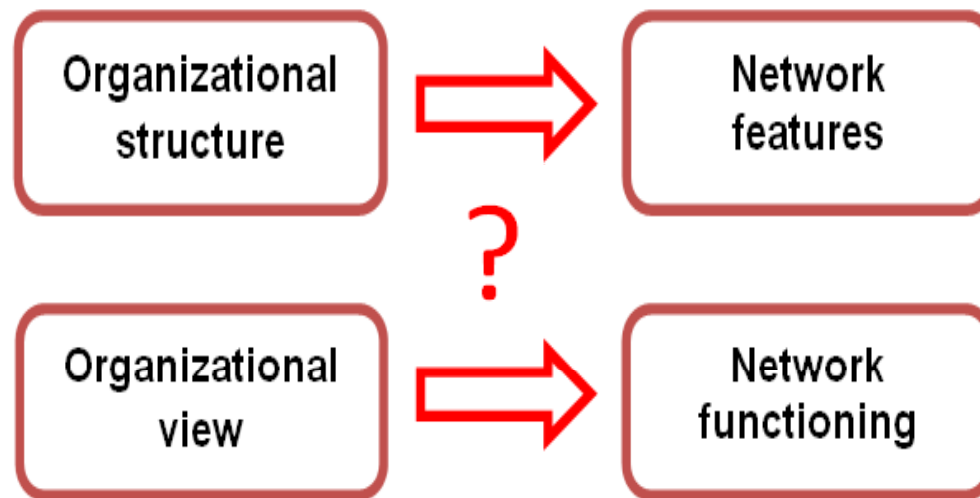 Organizational
structure
Network
features
?
Organizational
view
Network
functioning